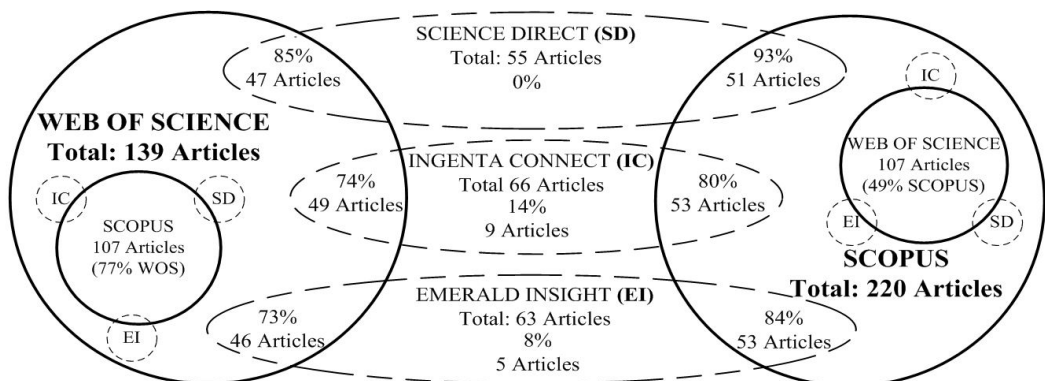 SCIENCE DIRECT (SD)
Total: 55 Articles
0%
85%
47 Articles
93%
51 Articles
WEB OF SCIENCE
Total: 139 Articles
IC
SD
SCOPUS
107 Articles
(77% WOS)
EI
INGENTA CONNECT (IC)
Total 66 Articles
14%
9 Articles
74%
49 Articles
80%
53 Articles
IC
WEB OF SCIENCE
107 Articles
(49% SCOPUS)
EI
SD
SCOPUS
Total: 220 Articles
EMERALD INSIGHT (EI)
Total: 63 Articles
8%
5 Articles
73%
46 Articles
84%
53 Articles